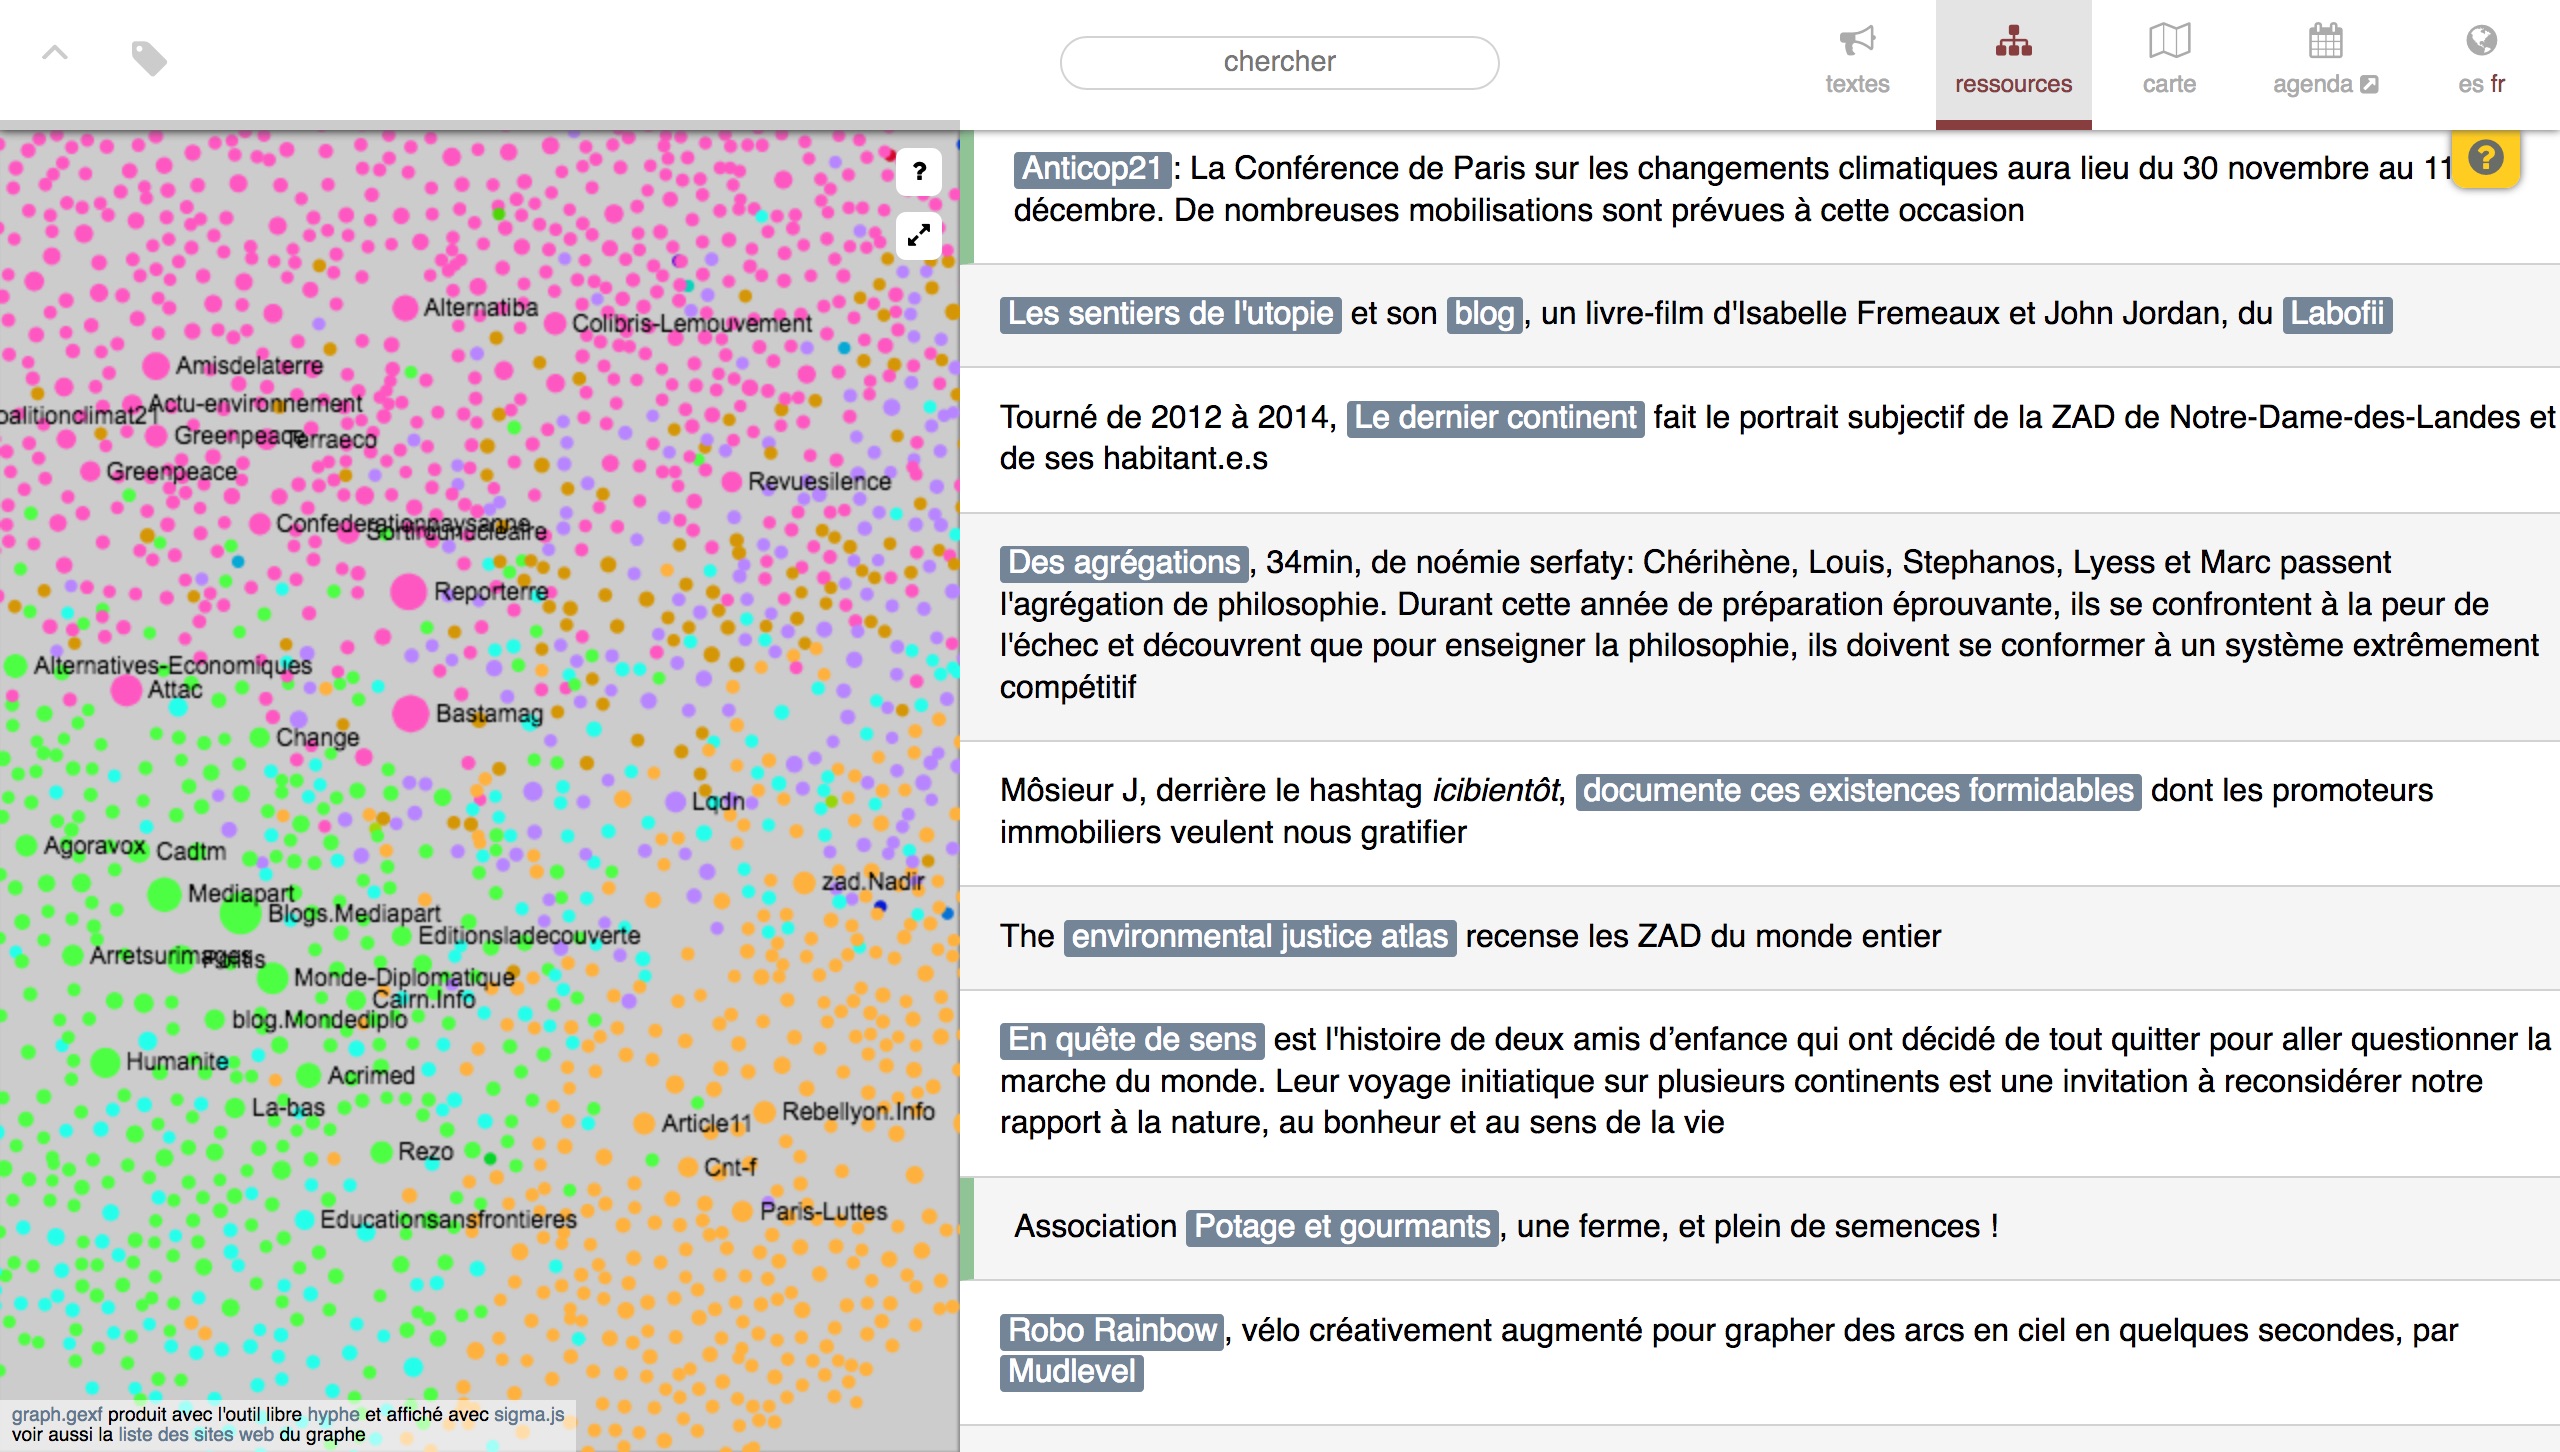 chercher
textes
ressources
carte
agenda
es fr
?
?
Alternatiba
Colibris-Lemouvement
Amisdelaterre
oalitionclimat21
Actu-environnement
Greenpeace
Terraeco
Greenpeace
Revuesilence
Confederationpaysanne
Sortirdunucleaire
Reporterre
Alternatives-Economiques
Attac
Bastamag
Change
Lqdn
Agoravox
Cadtm
zad.Nadir
Mediapart
Blogs.Mediapart
Editionsladecouverte
Arretsurimages
Monde-Diplomatique
Cairn.Info
blog.Mondediplo
Humanite
Acrimed
La-bas
Article11
Rebellyon.Info
Rezo
Cnt-f
Paris-Luttes
Educationsansfrontieres
graph.gexf produit avec l'outil libre hyphe et affiché avec sigma.js
voir aussi la liste des sites web du graphe
Anticop21 : La Conférence de Paris sur les changements climatiques aura lieu du 30 novembre au 11
décembre. De nombreuses mobilisations sont prévues à cette occasion
Les sentiers de l'utopie et son blog, un livre-film d'Isabelle Fremeaux et John Jordan, du Labofii
Tourné de 2012 à 2014, Le dernier continent fait le portrait subjectif de la ZAD de Notre-Dame-des-Landes et
de ses habitant.e.s
Des agrégations, 34min, de noémie serfaty: Chérihène, Louis, Stephanos, Lyess et Marc passent
l'agrégation de philosophie. Durant cette année de préparation éprouvante, ils se confrontent à la peur de
l'échec et découvrent que pour enseigner la philosophie, ils doivent se conformer à un système extrêmement
compétitif
Môsieur J, derrière le hashtag icibientôt, documente ces existences formidables dont les promoteurs
immobiliers veulent nous gratifier
The environmental justice atlas recense les ZAD du monde entier
En quête de sens est l'histoire de deux amis d’enfance qui ont décidé de tout quitter pour aller questionner la
marche du monde. Leur voyage initiatique sur plusieurs continents est une invitation à reconsidérer notre
rapport à la nature, au bonheur et au sens de la vie
Association Potage et gourmants, une ferme, et plein de semences !
Robo Rainbow, vélo créativement augmenté pour grapher des arcs en ciel en quelques secondes, par
Mudlevel